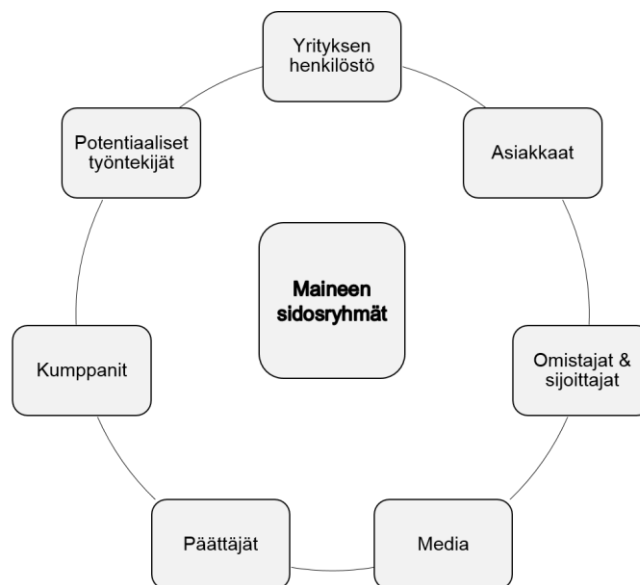 Yrityksen
henkilöstö
Asiakkaat
Omistajat &
sijoittajat
Media
Päättäjät
Kumppanit
Potentiaaliset
työntekijät
Maineen
sidosryhmät